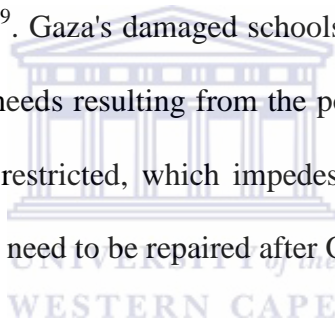 9. Gaza's damaged schools
needs resulting from the p
restricted, which impedes
need to be repaired after
UNIVERSITY of the
WESTERN CAPE